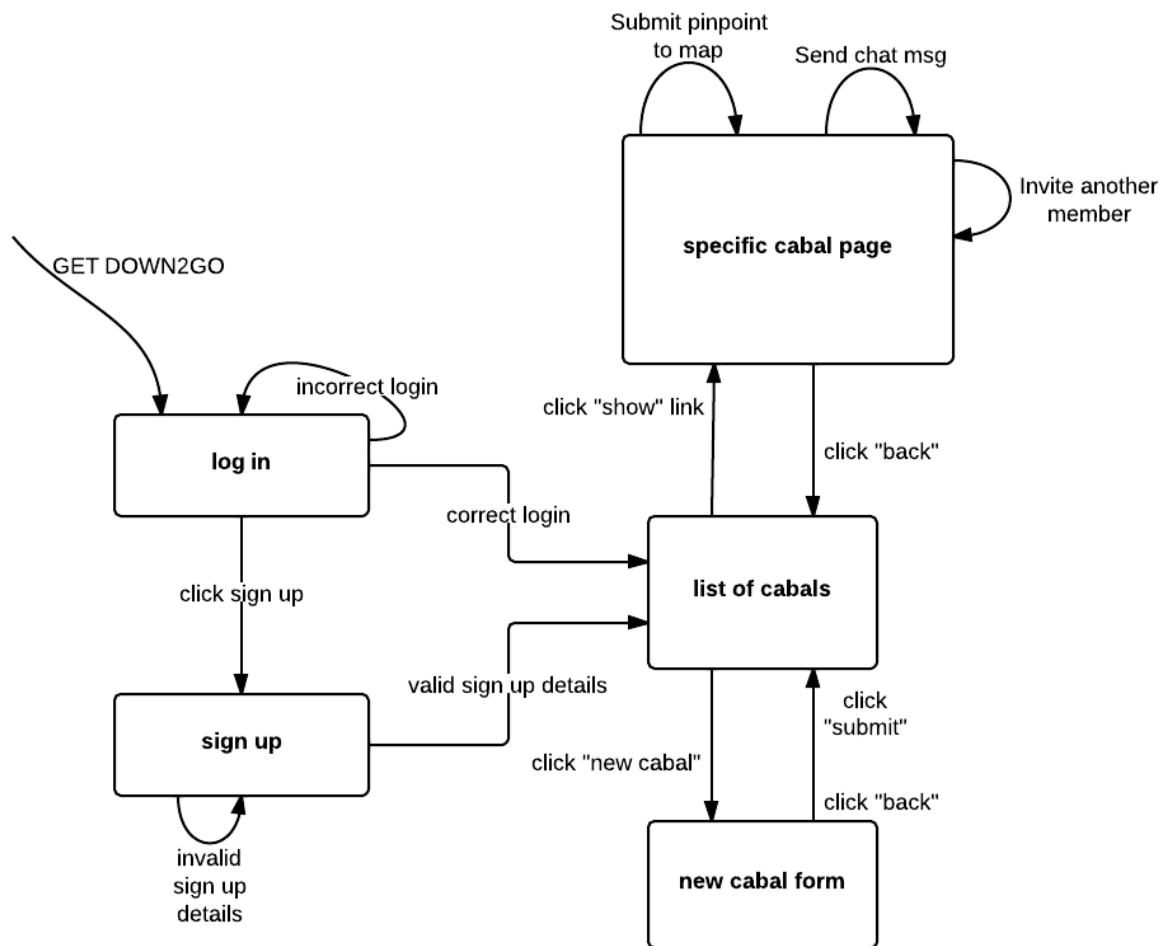 Submit pinpoint
to map
Send chat msg
Invite another
member
specific cabal page
GET DOWN2GO
incorrect login
click "show" link
log in
click "back"
correct login
click sign up
list of cabals
valid sign up details
click
"submit"
sign up
click "new cabal"
click "back"
invalid
sign up
details
new cabal form